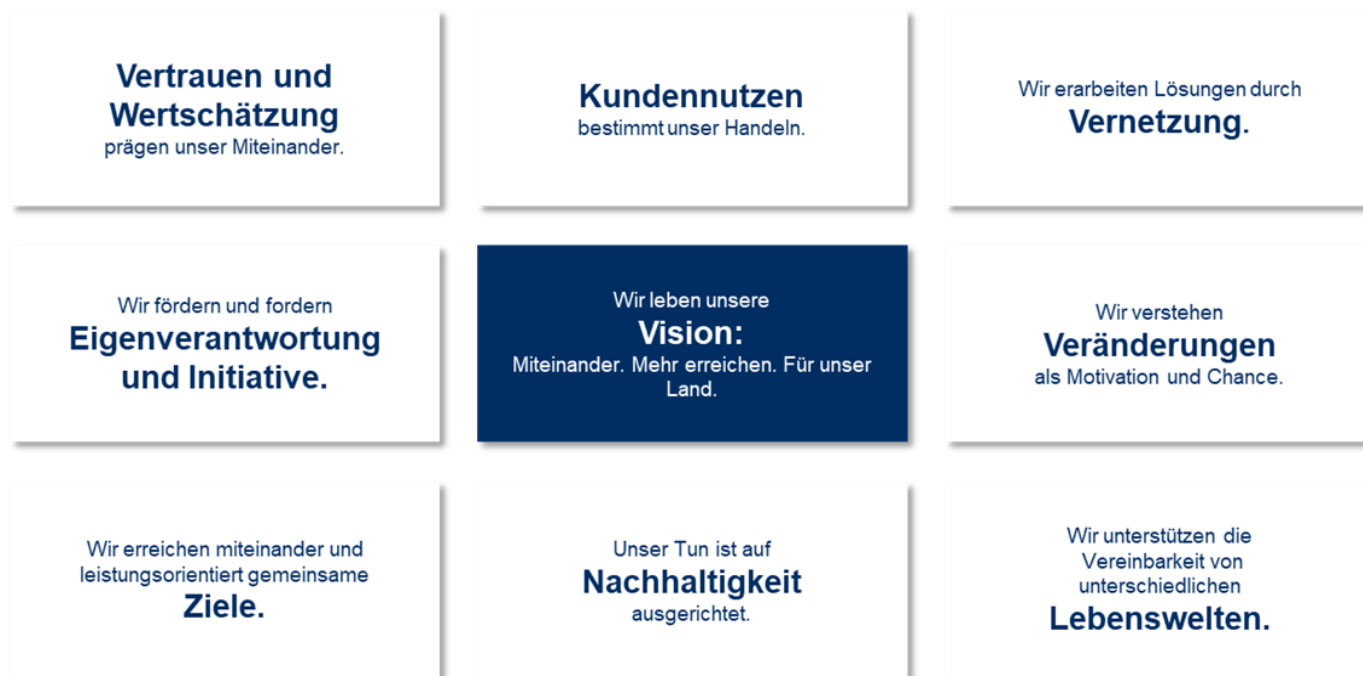 Vertrauen und
Wertschätzung
prägen unser Miteinander.
Kundennutzen
bestimmt unser Handeln.
Wir erarbeiten Lösungen durch
Vernetzung.
Wir fördern und fordern
Eigenverantwortung
und Initiative.
Wir leben unsere
Vision:
Miteinander. Mehr erreichen. Für unser
Land.
Wir verstehen
Veränderungen
als Motivation und Chance.
Wir erreichen miteinander und
leistungsorientiert gemeinsame
Ziele.
Unser Tun ist auf
Nachhaltigkeit
ausgerichtet.
Wir unterstützen die
Vereinbarkeit von
unterschiedlichen
Lebenswelten.